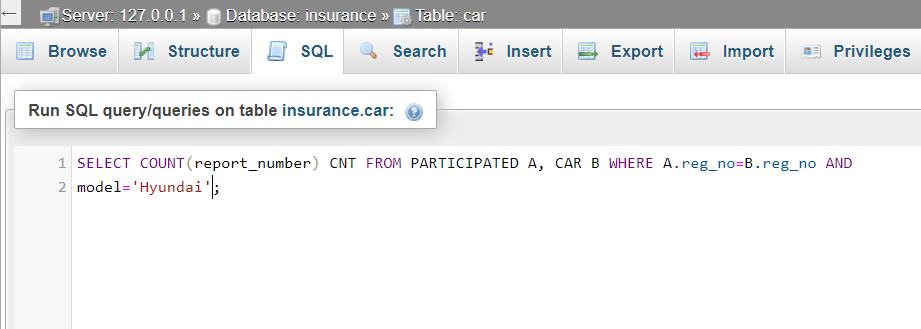 Server: 127.0.0.1 » Database: insurance » Table: car
Browse Structure SQL Search Insert Export Import Privileges
Run SQL query/queries on table insurance.car:
1 SELECT COUNT(report_number) CNT FROM PARTICIPATED A, CAR B WHERE A.reg_no=B.reg_no AND
2 model='Hyundai';